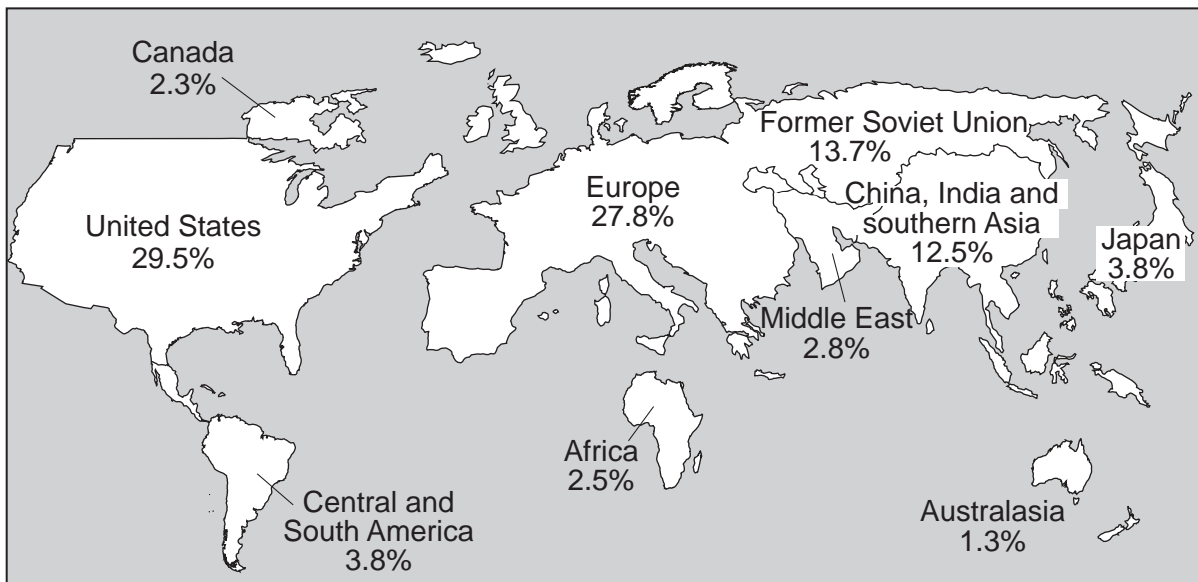 Canada
2.3%
United States
29.5%
Central and
South America
3.8%
Europe
27.8%
Africa
2.5%
Former Soviet Union
13.7%
China, India and
southern Asia
12.5%
Middle East
2.8%
Japan
3.8%
Australasia
1.3%